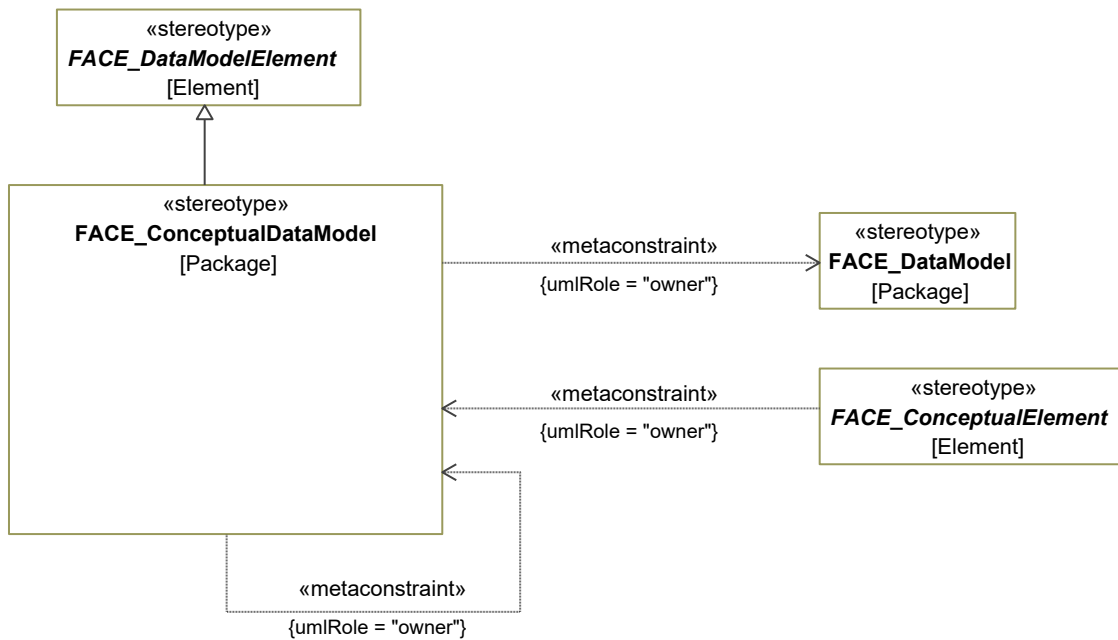 «stereotype»
FACE_DataModelElement
[Element]
«stereotype»
FACE_ConceptualDataModel
[Package]
«metaconstraint»
{umlRole = "owner"}
«stereotype»
FACE_DataModel
[Package]
«metaconstraint»
{umlRole = "owner"}
«stereotype»
FACE_ConceptualElement
[Element]
«metaconstraint»
{umlRole = "owner"}